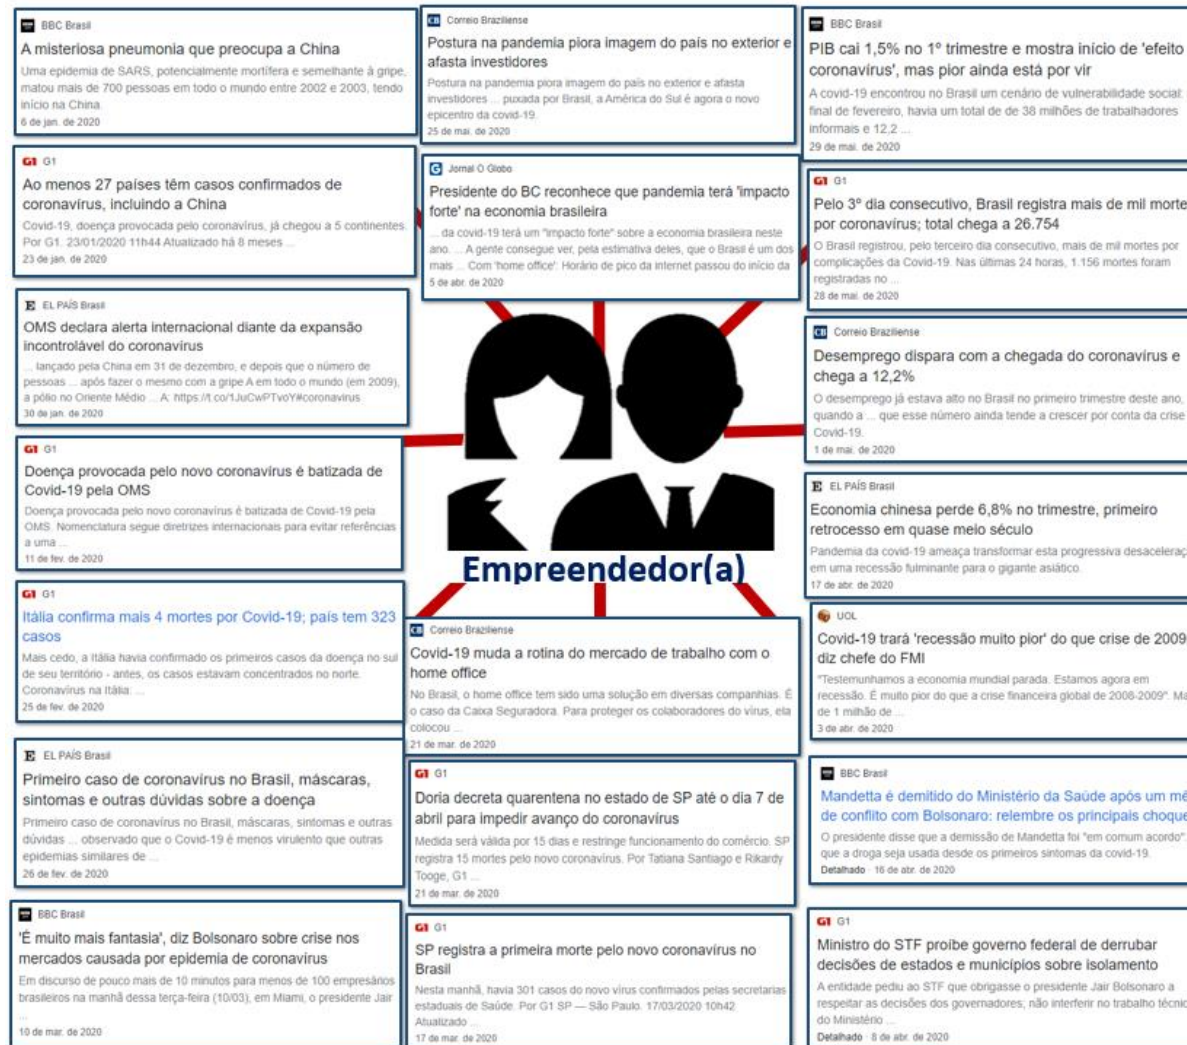 BBC Brasil
A misteriosa pneumonia que preocupa a China
Uma epidemia de SARS, potencialmente mortífera e semelhante à gripe,
matou mais de 700 pessoas em todo o mundo entre 2002 e 2003, tendo
início na China.
6 de jan. de 2020
G1 G1
Ao menos 27 países têm casos confirmados de
coronavírus, incluindo a China
Covid-19, doença provocada pelo coronavírus, já chegou a 5 continentes.
Por G1. 23/01/2020 11h44 Atualizado há 8 meses ...
23 de jan. de 2020
E EL PAÍS Brasil
OMS declara alerta internacional diante da expansão
incontrolável do coronavírus
... lançado pela China em 31 de dezembro, e depois que o número de
pessoas ... após fazer o mesmo com a gripe A em todo o mundo (em 2009),
a pólio no Oriente Médio ... A: https://t.co/1JuCwPTvoY#coronavirus
30 de jan. de 2020
G1 G1
Doença provocada pelo novo coronavírus é batizada de
Covid-19 pela OMS
Doença provocada pelo novo coronavírus é batizada de Covid-19 pela
OMS. Nomenclatura segue diretrizes internacionais para evitar referências
a uma ...
11 de fev. de 2020
G1 G1
Itália confirma mais 4 mortes por Covid-19; país tem 323
casos
Mais cedo, a Itália havia confirmado os primeiros casos da doença no sul
de seu território - antes, os casos estavam concentrados no norte.
Coronavírus na Itália: ...
25 de fev. de 2020
E EL PAÍS Brasil
Primeiro caso de coronavírus no Brasil, máscaras,
sintomas e outras dúvidas sobre a doença
Primeiro caso de coronavírus no Brasil, máscaras, sintomas e outras
dúvidas ... observado que o Covid-19 é menos virulento que outras
epidemias similares de ...
26 de fev. de 2020
BBC Brasil
'É muito mais fantasia', diz Bolsonaro sobre crise nos
mercados causada por epidemia de coronavírus
Em discurso de pouco mais de 10 minutos para menos de 100 empresários
brasileiros na manhã dessa terça-feira (10/03), em Miami, o presidente Jair
...
10 de mar. de 2020
CB Correio Braziliense
Postura na pandemia piora imagem do país no exterior e
afasta investidores
Postura na pandemia piora imagem do país no exterior e afasta
investidores ... puxada por Brasil, a América do Sul é agora o novo
epicentro da covid-19.
25 de mai. de 2020
G Jornal O Globo
Presidente do BC reconhece que pandemia terá 'impacto
forte' na economia brasileira
... da covid-19 terá um "impacto forte" sobre a economia brasileira neste
ano. ... A gente consegue ver, pela estimativa deles, que o Brasil é um dos
mais ... Com 'home office': Horário de pico da internet passou do início da
5 de abr. de 2020
Empreendedor(a)
CB Correio Braziliense
Covid-19 muda a rotina do mercado de trabalho com o
home office
No Brasil, o home office tem sido uma solução em diversas companhias. É
o caso da Caixa Seguradora. Para proteger os colaboradores do vírus, ela
colocou ...
21 de mar. de 2020
G1 G1
Doria decreta quarentena no estado de SP até o dia 7 de
abril para impedir avanço do coronavírus
Medida será válida por 15 dias e restringe funcionamento do comércio. SP
registra 15 mortes pelo novo coronavírus. Por Tatiana Santiago e Rikardy
Tooge, G1 ...
21 de mar. de 2020
G1 G1
SP registra a primeira morte pelo novo coronavírus no
Brasil
Nesta manhã, havia 301 casos do novo vírus confirmados pelas secretarias
estaduais de Saúde. Por G1 SP — São Paulo. 17/03/2020 10h42
Atualizado ...
17 de mar. de 2020
BBC Brasil
PIB cai 1,5% no 1º trimestre e mostra início de 'efeito
coronavírus', mas pior ainda está por vir
A covid-19 encontrou no Brasil um cenário de vulnerabilidade social:
final de fevereiro, havia um total de de 38 milhões de trabalhadores
informais e 12,2 ...
29 de mai. de 2020
G1 G1
Pelo 3º dia consecutivo, Brasil registra mais de mil morte
por coronavírus; total chega a 26.754
O Brasil registrou, pelo terceiro dia consecutivo, mais de mil mortes por
complicações da Covid-19. Nas últimas 24 horas, 1.156 mortes foram
registradas no ...
28 de mai. de 2020
CB Correio Braziliense
Desemprego dispara com a chegada do coronavírus e
chega a 12,2%
O desemprego já estava alto no Brasil no primeiro trimestre deste ano,
quando a ... que esse número ainda tende a crescer por conta da crise
Covid-19.
1 de mai. de 2020
E EL PAÍS Brasil
Economia chinesa perde 6,8% no trimestre, primeiro
retrocesso em quase meio século
Pandemia da covid-19 ameaça transformar esta progressiva desaceleraç
em uma recessão fulminante para o gigante asiático.
17 de abr. de 2020
UOL
Covid-19 trará 'recessão muito pior' do que crise de 2009
diz chefe do FMI
"Testemunhamos a economia mundial parada. Estamos agora em
recessão. É muito pior do que a crise financeira global de 2008-2009". Ma
de 1 milhão de ...
3 de abr. de 2020
BBC Brasil
Mandetta é demitido do Ministério da Saúde após um mê
de conflito com Bolsonaro: relembre os principais choque
O presidente disse que a demissão de Mandetta foi "em comum acordo".
que a droga seja usada desde os primeiros sintomas da covid-19.
Detalhado · 16 de abr. de 2020
G1 G1
Ministro do STF proíbe governo federal de derrubar
decisões de estados e municípios sobre isolamento
A entidade pediu ao STF que obrigasse o presidente Jair Bolsonaro a
respeitar as decisões dos governadores; não interferir no trabalho técnic
do Ministério ...
Detalhado · 8 de abr. de 2020